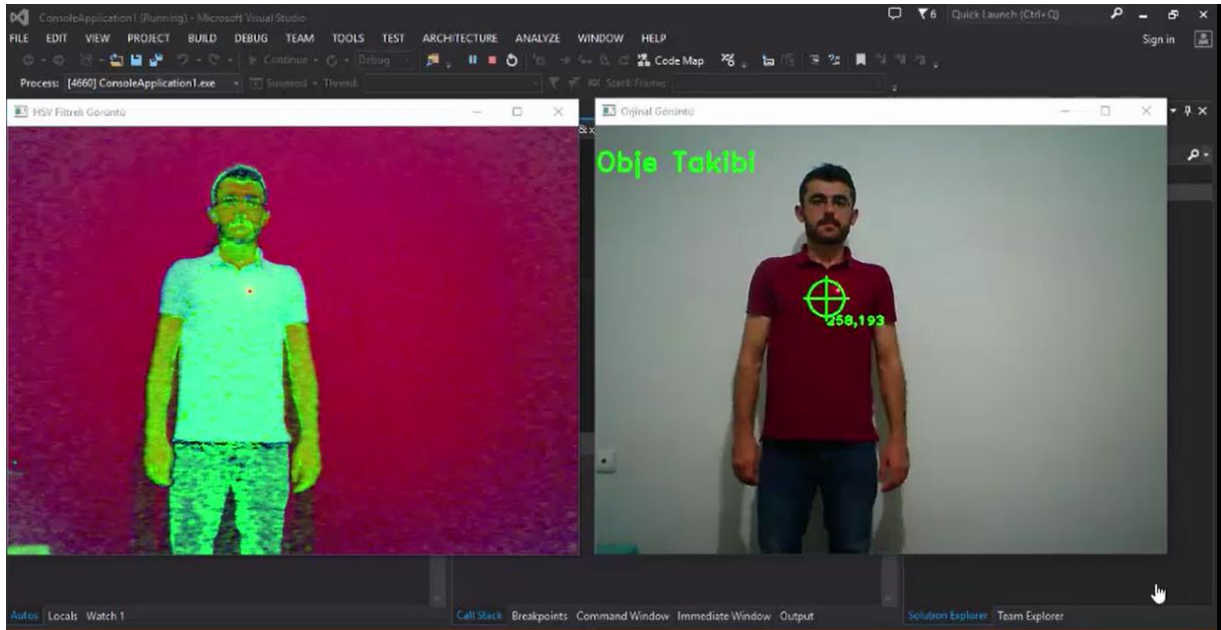 ConsoleApplication1 (Running) - Microsoft Visual Studio
6 Quick Launch (Ctrl+Q)
FILE EDIT VIEW PROJECT BUILD DEBUG TEAM TOOLS TEST ARCHITECTURE ANALYZE WINDOW HELP
Sign in
Continue Debug Code Map
Process: [4660] ConsoleApplication1.exe Suspend Thread: Stack Frame:
HSV Filtreli Görüntü
Orjinal Görüntü
Obje Takibi
258,193
Autos Locals Watch 1
Call Stack Breakpoints Command Window Immediate Window Output
Solution Explorer Team Explorer